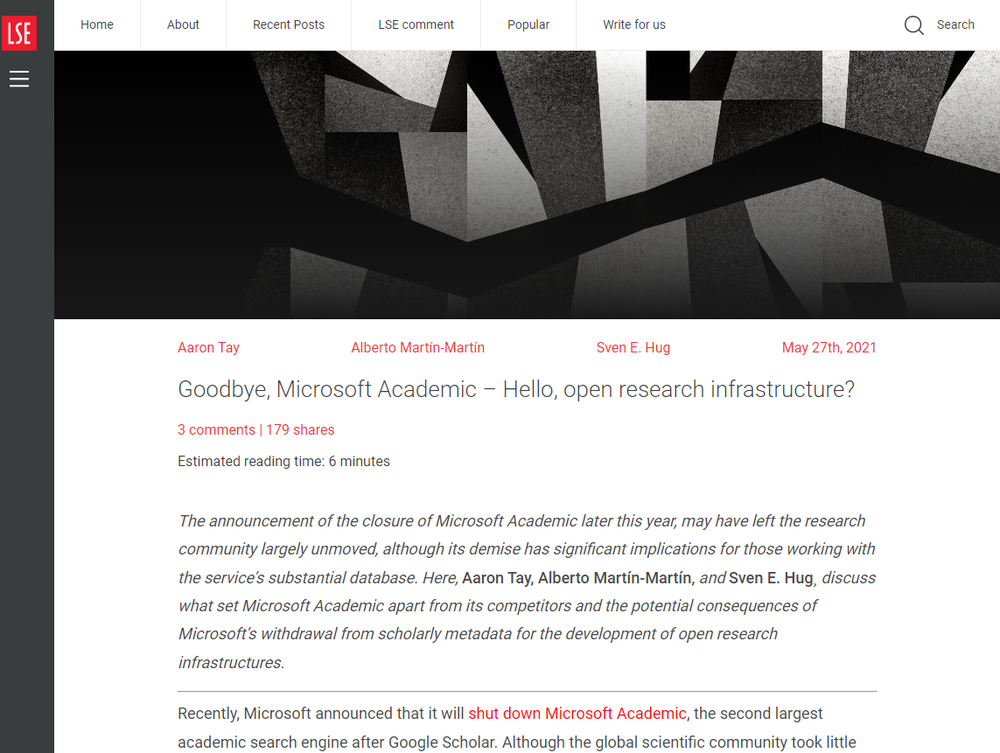 Home About Recent Posts LSE comment Popular Write for us Search
LSE
Aaron Tay Alberto Martín-Martín Sven E. Hug May 27th, 2021
Goodbye, Microsoft Academic – Hello, open research infrastructure?
3 comments | 179 shares
Estimated reading time: 6 minutes
The announcement of the closure of Microsoft Academic later this year, may have left the research
community largely unmoved, although its demise has significant implications for those working with
the service’s substantial database. Here, Aaron Tay, Alberto Martín-Martín, and Sven E. Hug¸ discuss
what set Microsoft Academic apart from its competitors and the potential consequences of
Microsoft’s withdrawal from scholarly metadata for the development of open research
infrastructures.
Recently, Microsoft announced that it will shut down Microsoft Academic, the second largest
academic search engine after Google Scholar. Although the global scientific community took little